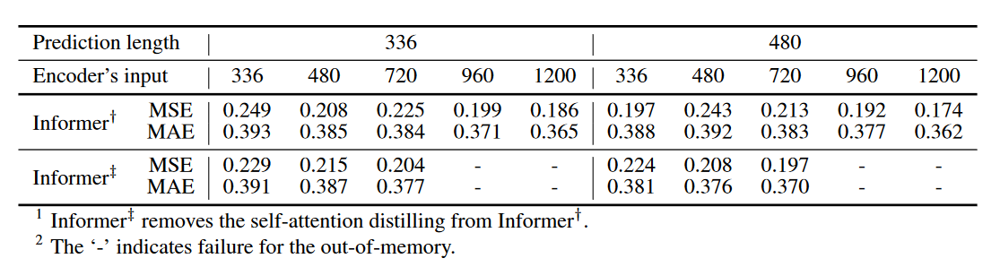 Prediction length | 336 | 480
Encoder's input | 336 480 720 960 1200 | 336 480 720 960 1200
Informer† MSE | 0.249 0.208 0.225 0.199 0.186 | 0.197 0.243 0.213 0.192 0.174
MAE | 0.393 0.385 0.384 0.371 0.365 | 0.388 0.392 0.383 0.377 0.362
Informer‡ MSE | 0.229 0.215 0.204 - - | 0.224 0.208 0.197 - -
MAE | 0.391 0.387 0.377 - - | 0.381 0.376 0.370 - -
1 Informer‡ removes the self-attention distilling from Informer†.
2 The ‘-’ indicates failure for the out-of-memory.